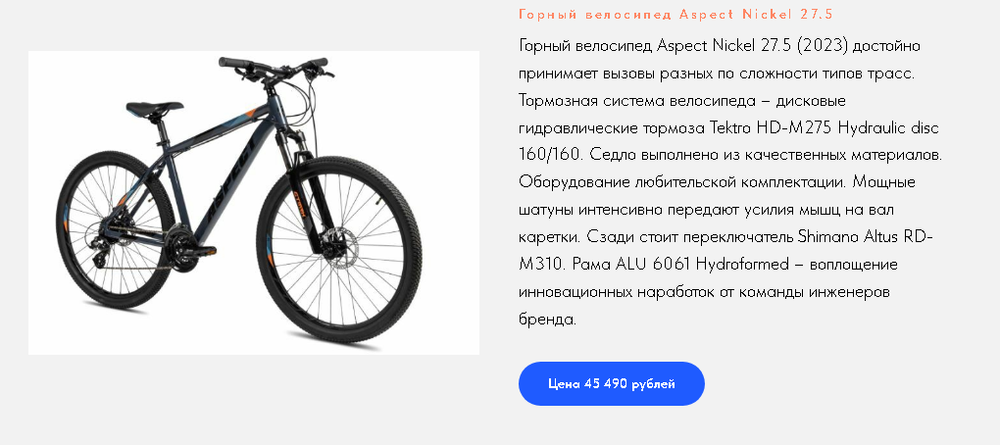 Горный велосипед Aspect Nickel 27.5
Горный велосипед Aspect Nickel 27.5 (2023) достойно
принимает вызовы разных по сложности типов трасс.
Тормозная система велосипеда – дисковые
гидравлические тормоза Tektro HD-M275 Hydraulic disc
160/160. Седло выполнено из качественных материалов.
Оборудование любительской комплектации. Мощные
шатуны интенсивно передают усилия мышц на вал
каретки. Сзади стоит переключатель Shimano Altus RD-
M310. Рама ALU 6061 Hydroformed – воплощение
инновационных наработок от команды инженеров
бренда.
Цена 45 490 рублей
ASPECT